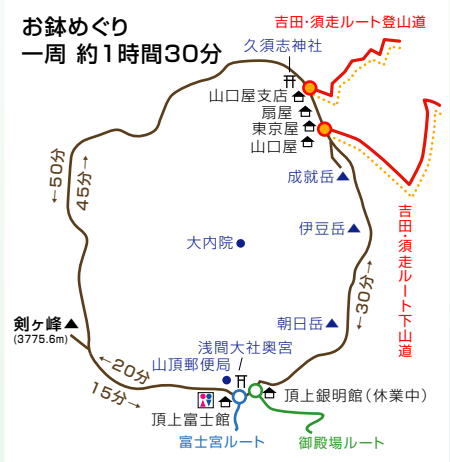 お鉢めぐり
一周 約1時間30分
吉田・須走ルート登山道
久須志神社
山口屋支店
扇屋
東京屋
山口屋
成就岳
←50分
45分→
伊豆岳
大内院
吉田・須走ルート下山道
←30分→
剣ヶ峰
(3775.6m)
朝日岳
浅間大社奥宮
←20分
山頂郵便局
15分→
頂上銀明館(休業中)
頂上富士館
富士宮ルート
御殿場ルート